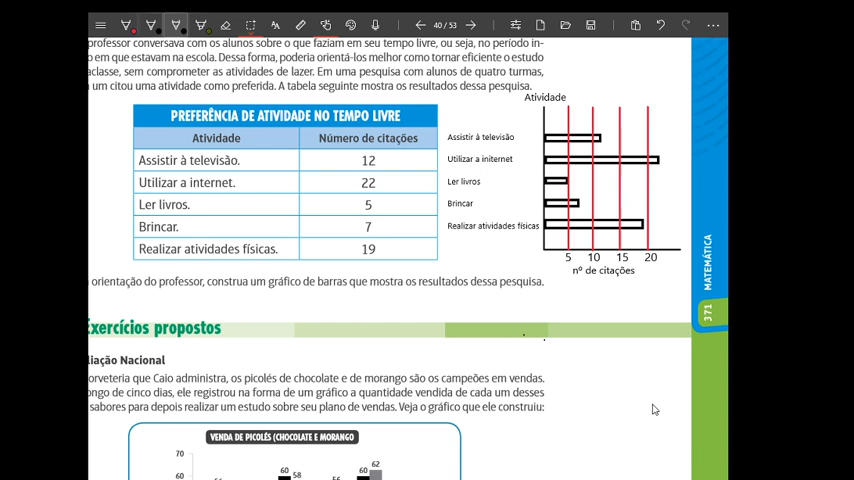 40 / 53
professor conversava com os alunos sobre o que faziam em seu tempo livre, ou seja, no período in-
o em que estavam na escola. Dessa forma, poderia orientá-los melhor como tornar eficiente o estudo
aclasse, sem comprometer as atividades de lazer. Em uma pesquisa com alunos de quatro turmas,
um citou uma atividade como preferida. A tabela seguinte mostra os resultados dessa pesquisa.
PREFERÊNCIA DE ATIVIDADE NO TEMPO LIVRE
Atividade Número de citações
Assistir à televisão. 12
Utilizar a internet. 22
Ler livros. 5
Brincar. 7
Realizar atividades físicas. 19
Atividade
Assistir à televisão
Utilizar a initernet
Ler livros
Brincar
Realizar atividades físicas
5 10 15 20
nº de citações
orientação do professor, construa um gráfico de barras que mostra os resultados dessa pesquisa.
MATEMÁTICA
371
Exercícios propostos
liação Nacional
orveteria que Caio administra, os picolés de chocolate e de morango são os campeões em vendas.
ongo de cinco dias, ele registrou na forma de um gráfico a quantidade vendida de cada um desses
sabores para depois realizar um estudo sobre seu plano de vendas. Veja o gráfico que ele construiu:
VENDA DE PICOLÉS (CHOCOLATE E MORANGO
70
60
60
58
60
62